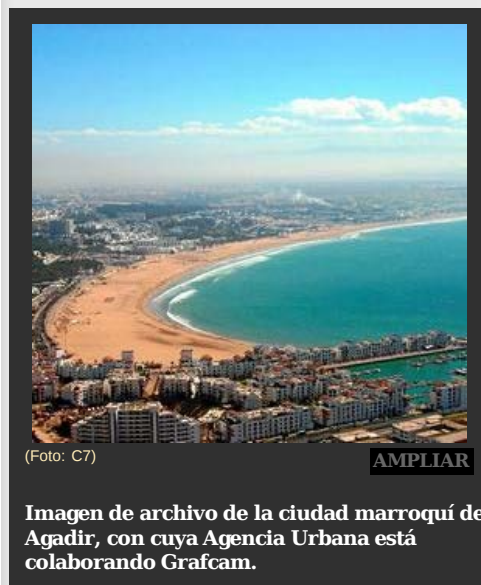 (Foto: C7)
AMPLIAR
Imagen de archivo de la ciudad marroquí de
Agadir, con cuya Agencia Urbana está
colaborando Grafcam.